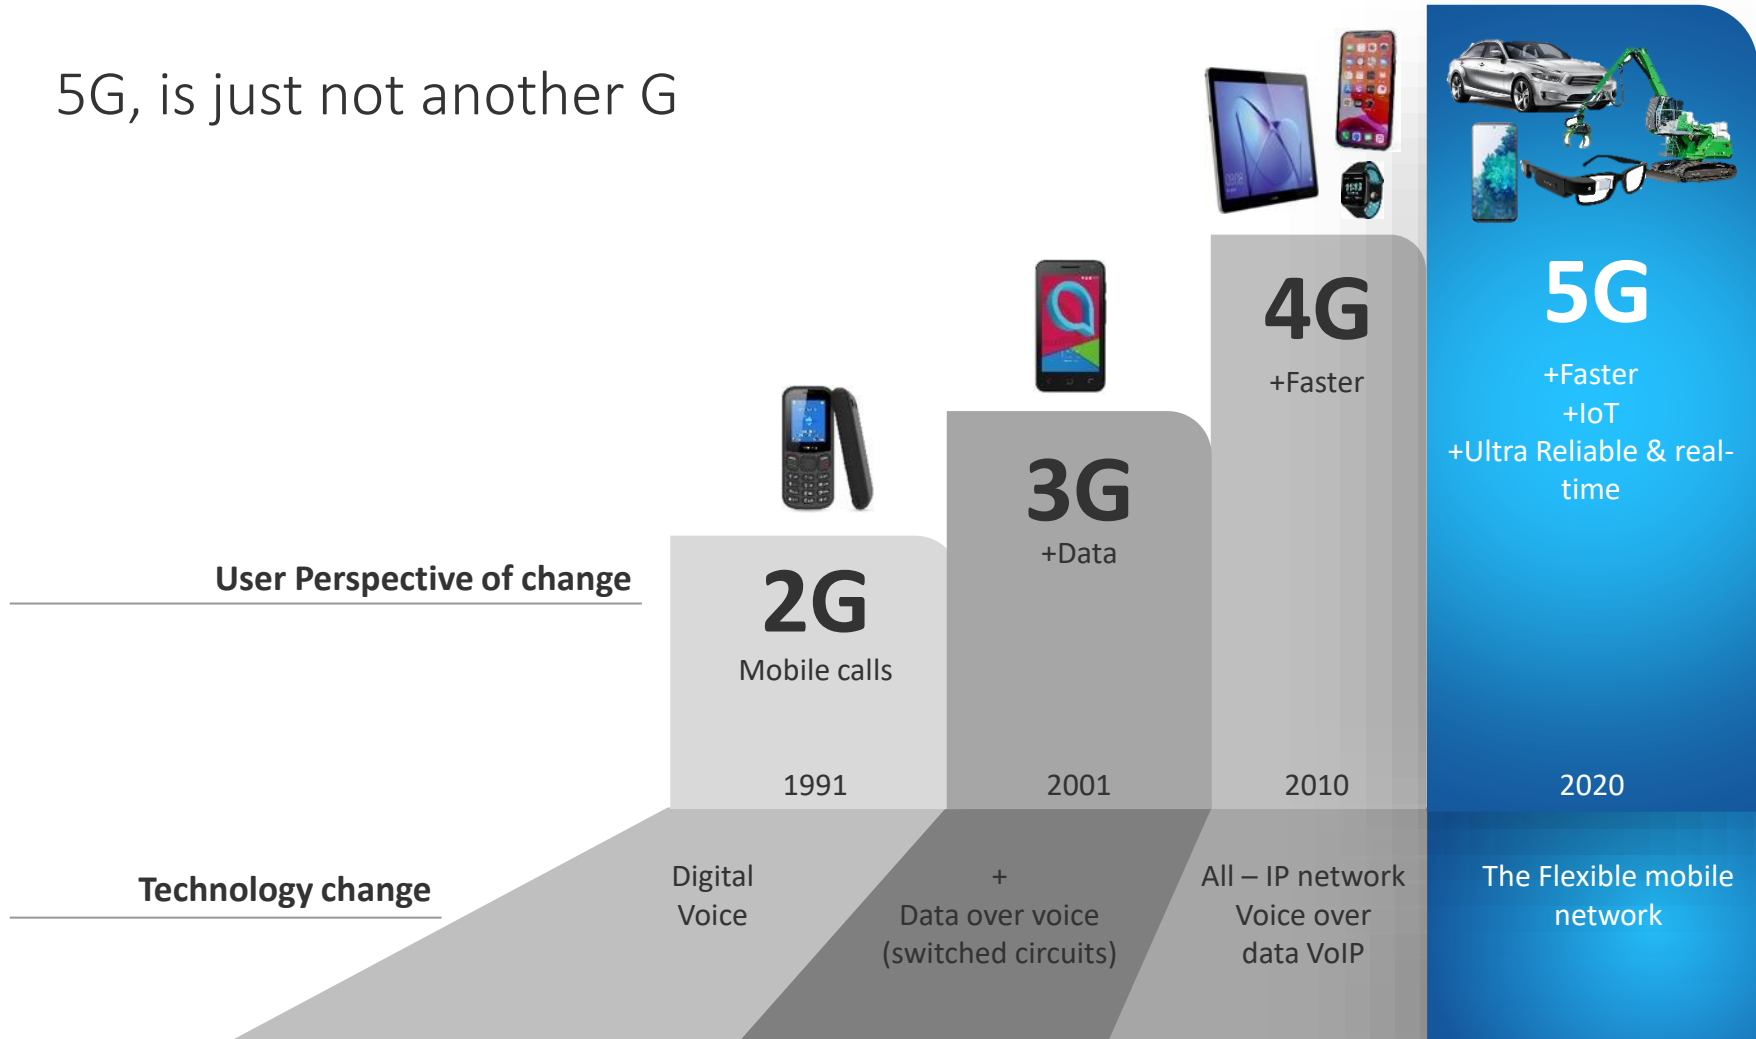 5G, is just not another G
5G
+Faster
+IoT
+Ultra Reliable & real-
time
4G
+Faster
3G
+Data
User Perspective of change
2G
Mobile calls
1991
2001
2010
2020
Technology change
Digital
Voice
+
Data over voice
(switched circuits)
All – IP network
Voice over
data VoIP
The Flexible mobile
network